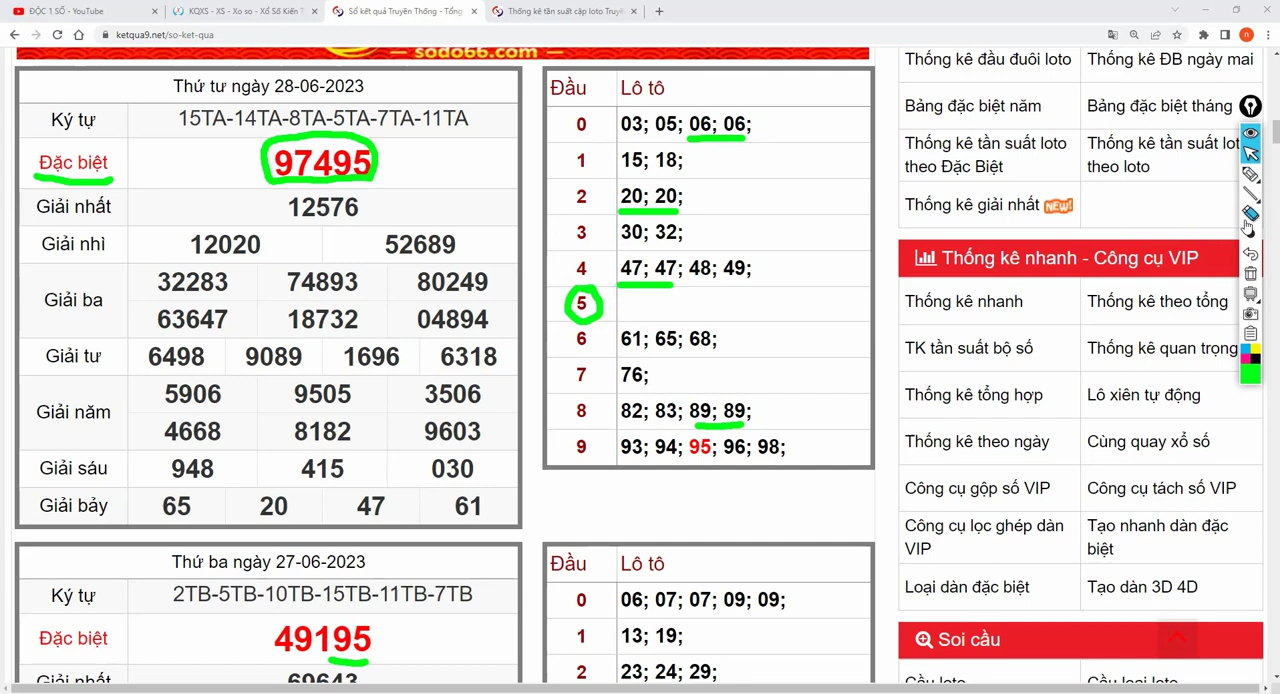 ĐỘC 1 SỐ - YouTube
KQXS - XS - Xo so - Xổ Số Kiến T
Sổ kết quả Truyền Thống - Tổng
Thống kê tần suất cặp loto Truyề
ketqua9.net/so-ket-qua
— sodo66.com —
Thứ tư ngày 28-06-2023
Ký tự 15TA-14TA-8TA-5TA-7TA-11TA
Đặc biệt 97495
Giải nhất 12576
Giải nhì 12020 52689
Giải ba 32283 74893 80249
63647 18732 04894
Giải tư 6498 9089 1696 6318
Giải năm 5906 9505 3506
4668 8182 9603
Giải sáu 948 415 030
Giải bảy 65 20 47 61
Đầu Lô tô
0 03; 05; 06; 06;
1 15; 18;
2 20; 20;
3 30; 32;
4 47; 47; 48; 49;
5
6 61; 65; 68;
7 76;
8 82; 83; 89; 89;
9 93; 94; 95; 96; 98;
Thứ ba ngày 27-06-2023
Ký tự 2TB-5TB-10TB-15TB-11TB-7TB
Đặc biệt 49195
Giải nhất 69643
Đầu Lô tô
0 06; 07; 07; 09; 09;
1 13; 19;
2 23; 24; 29;
Thống kê đầu đuôi loto Thống kê ĐB ngày mai
Bảng đặc biệt năm Bảng đặc biệt tháng
Thống kê tần suất loto theo Đặc Biệt
Thống kê tần suất lot theo loto
Thống kê giải nhất NEW!
Thống kê nhanh - Công cụ VIP
Thống kê nhanh Thống kê theo tổng
TK tần suất bộ số Thống kê quan trọng
Thống kê tổng hợp Lô xiên tự động
Thống kê theo ngày Cùng quay xổ số
Công cụ gộp số VIP Công cụ tách số VIP
Công cụ lọc ghép dàn VIP
Tạo nhanh dàn đặc biệt
Loại dàn đặc biệt Tạo dàn 3D 4D
Soi cầu
Cầu loto Cầu loại loto